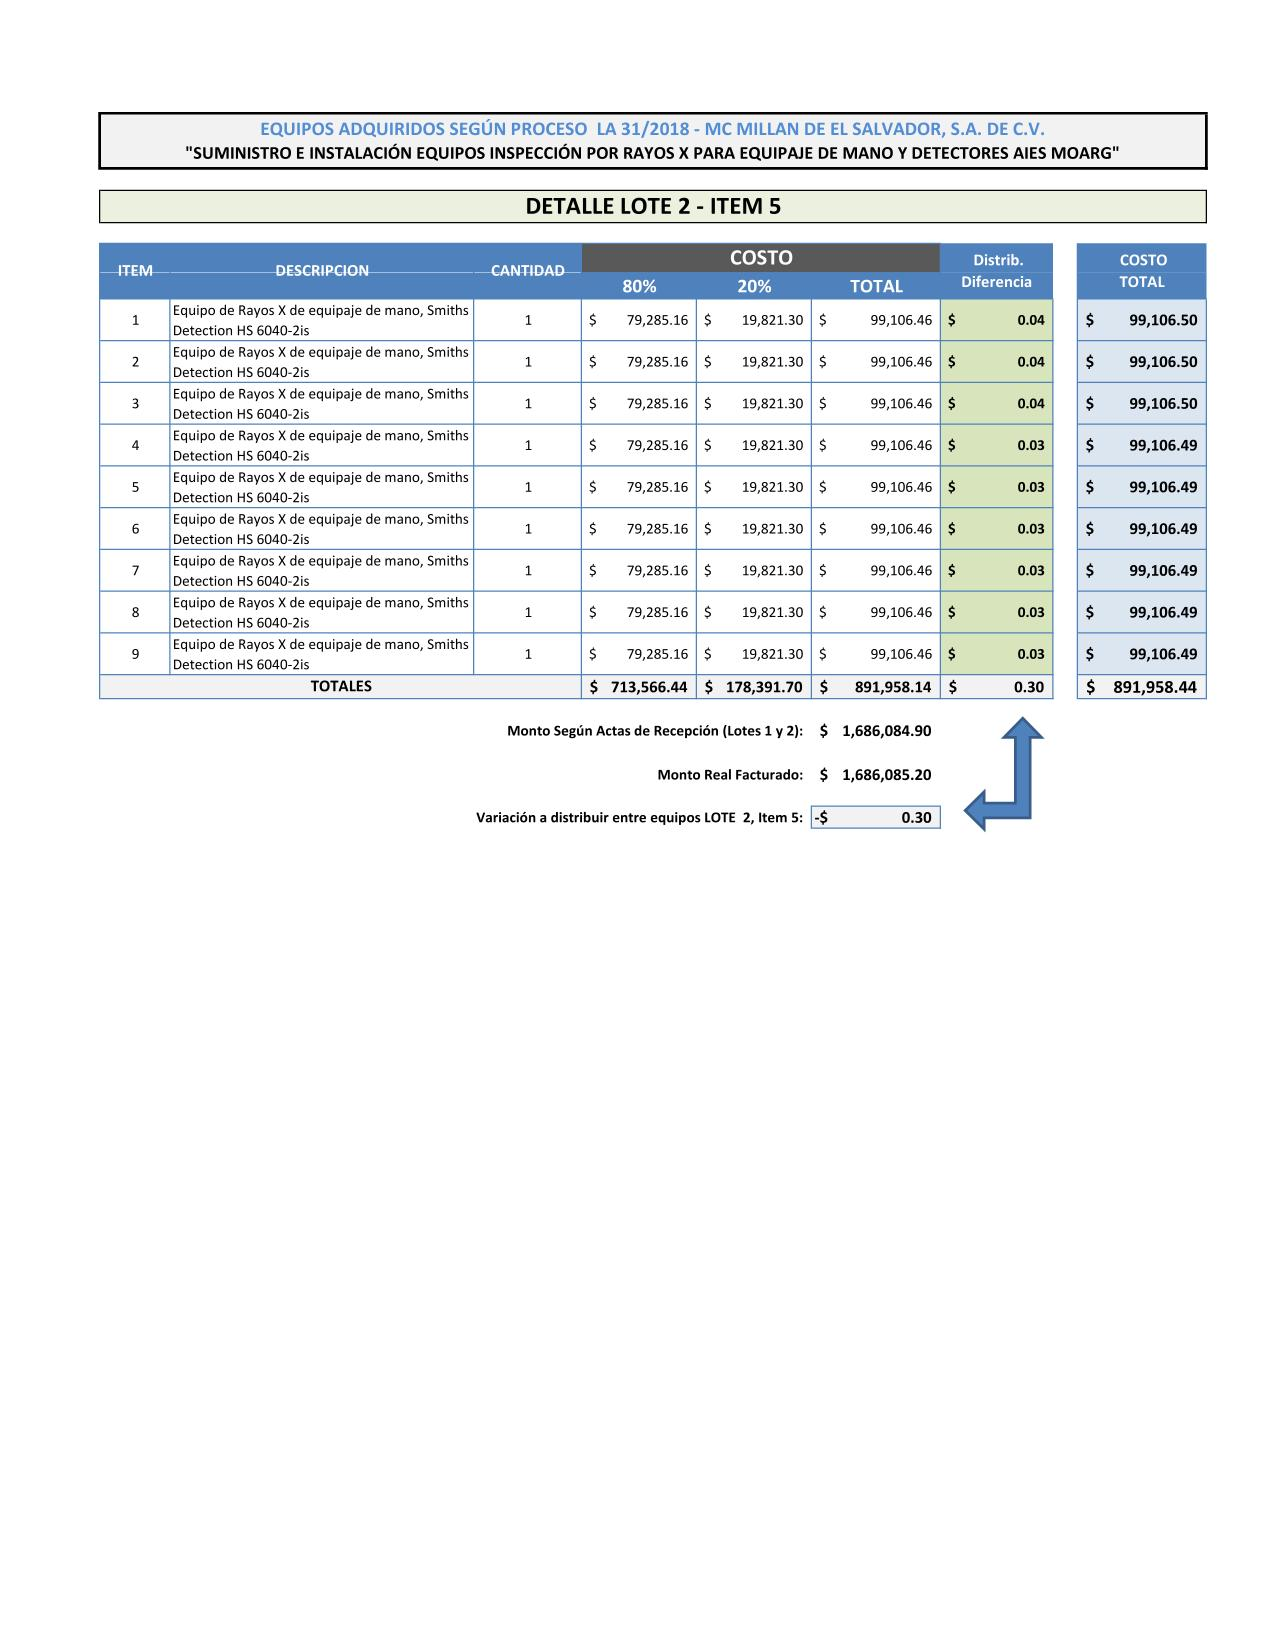 EQUIPOS ADQUIRIDOS SEGÚN PROCESO  LA 31/2018 - MC MILLAN DE EL SALVADOR, S.A. DE C.V.
"SUMINISTRO E INSTALACIÓN EQUIPOS INSPECCIÓN POR RAYOS X PARA EQUIPAJE DE MANO Y DETECTORES AIES MOARG"
DETALLE LOTE 2 - ITEM 5
ITEM DESCRIPCION CANTIDAD COSTO Distrib. Diferencia COSTO TOTAL
80% 20% TOTAL
1 Equipo de Rayos X de equipaje de mano, Smiths Detection HS 6040-2is 1 $ 79,285.16 $ 19,821.30 $ 99,106.46 $ 0.04 $ 99,106.50
2 Equipo de Rayos X de equipaje de mano, Smiths Detection HS 6040-2is 1 $ 79,285.16 $ 19,821.30 $ 99,106.46 $ 0.04 $ 99,106.50
3 Equipo de Rayos X de equipaje de mano, Smiths Detection HS 6040-2is 1 $ 79,285.16 $ 19,821.30 $ 99,106.46 $ 0.04 $ 99,106.50
4 Equipo de Rayos X de equipaje de mano, Smiths Detection HS 6040-2is 1 $ 79,285.16 $ 19,821.30 $ 99,106.46 $ 0.03 $ 99,106.49
5 Equipo de Rayos X de equipaje de mano, Smiths Detection HS 6040-2is 1 $ 79,285.16 $ 19,821.30 $ 99,106.46 $ 0.03 $ 99,106.49
6 Equipo de Rayos X de equipaje de mano, Smiths Detection HS 6040-2is 1 $ 79,285.16 $ 19,821.30 $ 99,106.46 $ 0.03 $ 99,106.49
7 Equipo de Rayos X de equipaje de mano, Smiths Detection HS 6040-2is 1 $ 79,285.16 $ 19,821.30 $ 99,106.46 $ 0.03 $ 99,106.49
8 Equipo de Rayos X de equipaje de mano, Smiths Detection HS 6040-2is 1 $ 79,285.16 $ 19,821.30 $ 99,106.46 $ 0.03 $ 99,106.49
9 Equipo de Rayos X de equipaje de mano, Smiths Detection HS 6040-2is 1 $ 79,285.16 $ 19,821.30 $ 99,106.46 $ 0.03 $ 99,106.49
TOTALES $ 713,566.44 $ 178,391.70 $ 891,958.14 $ 0.30 $ 891,958.44
Monto Según Actas de Recepción (Lotes 1 y 2): $ 1,686,084.90
Monto Real Facturado: $ 1,686,085.20
Variación a distribuir entre equipos LOTE  2, Item 5: -$ 0.30